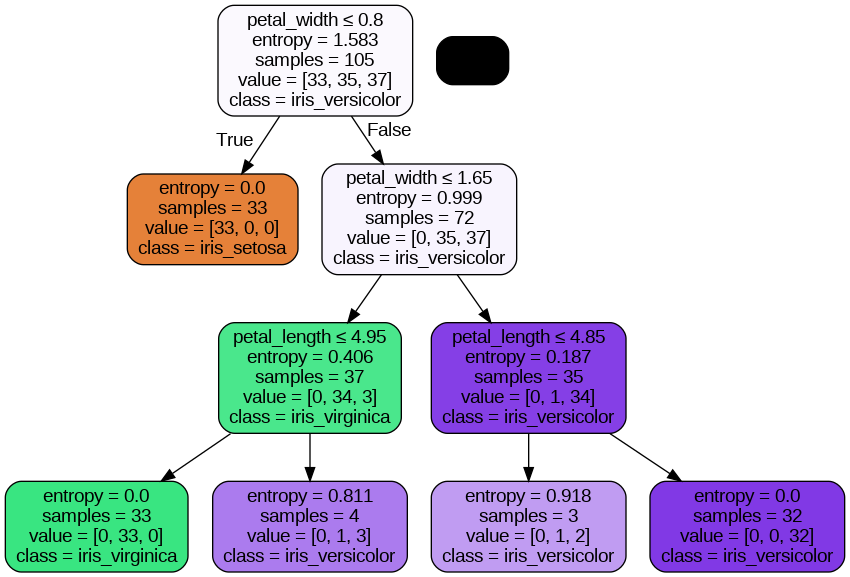 petal_width ≤ 0.8
entropy = 1.583
samples = 105
value = [33, 35, 37]
class = iris_versicolor
True
False
entropy = 0.0
samples = 33
value = [33, 0, 0]
class = iris_setosa
petal_width ≤ 1.65
entropy = 0.999
samples = 72
value = [0, 35, 37]
class = iris_versicolor
petal_length ≤ 4.95
entropy = 0.406
samples = 37
value = [0, 34, 3]
class = iris_virginica
petal_length ≤ 4.85
entropy = 0.187
samples = 35
value = [0, 1, 34]
class = iris_versicolor
entropy = 0.0
samples = 33
value = [0, 33, 0]
class = iris_virginica
entropy = 0.811
samples = 4
value = [0, 1, 3]
class = iris_versicolor
entropy = 0.918
samples = 3
value = [0, 1, 2]
class = iris_versicolor
entropy = 0.0
samples = 32
value = [0, 0, 32]
class = iris_versicolor